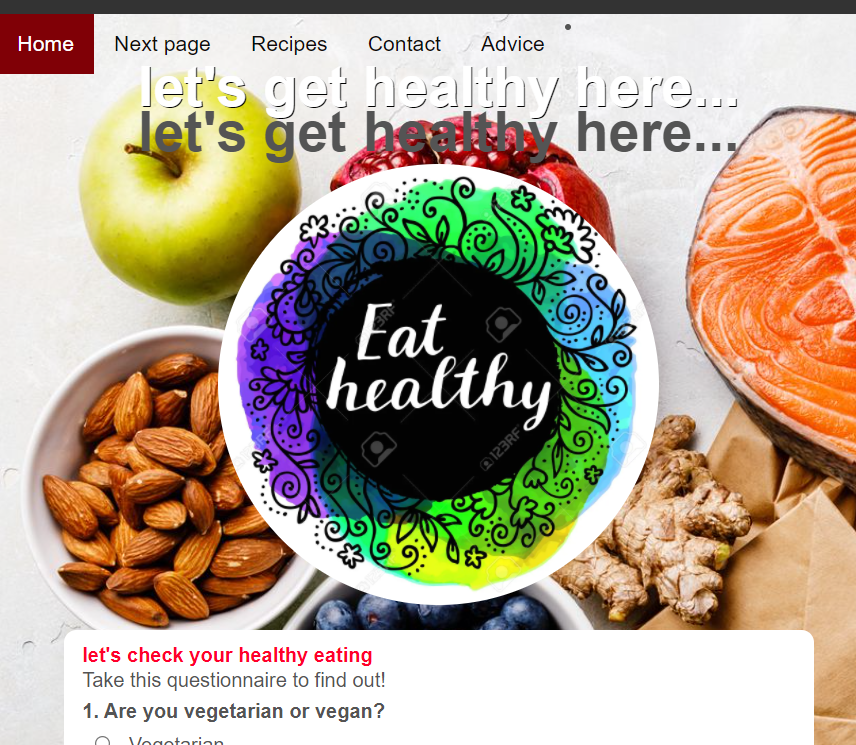 Home Next page Recipes Contact Advice
let's get healthy here...
let's get healthy here...
Eat
healthy
123RF
123RF
let's check your healthy eating
Take this questionnaire to find out!
1. Are you vegetarian or vegan?
Vegetarian